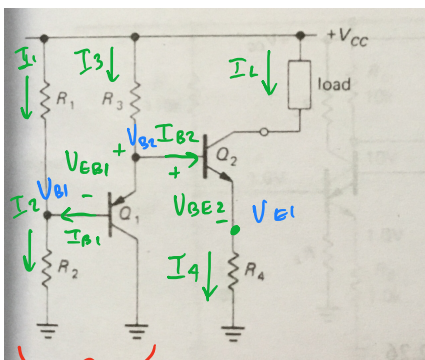 +VCC
I1
I3
IL
load
R1
R3
VB2 IB2
Q2
VEB1 + +
VB1 -
I2
IB1
Q1
VBE2 -
VE1
R2
I4
R4